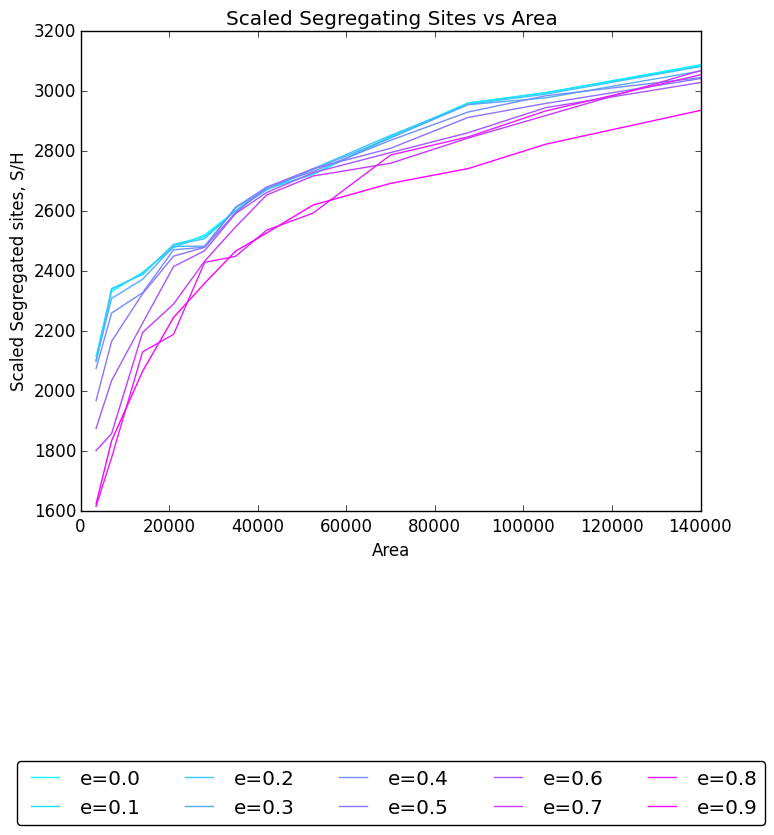 Scaled Segregating Sites vs Area
3200
3000
2800
2600
2400
2200
2000
1800
1600
Scaled Segregated sites, S/H
0 20000 40000 60000 80000 100000 120000 140000
Area
e=0.0 e=0.2 e=0.4 e=0.6 e=0.8
e=0.1 e=0.3 e=0.5 e=0.7 e=0.9